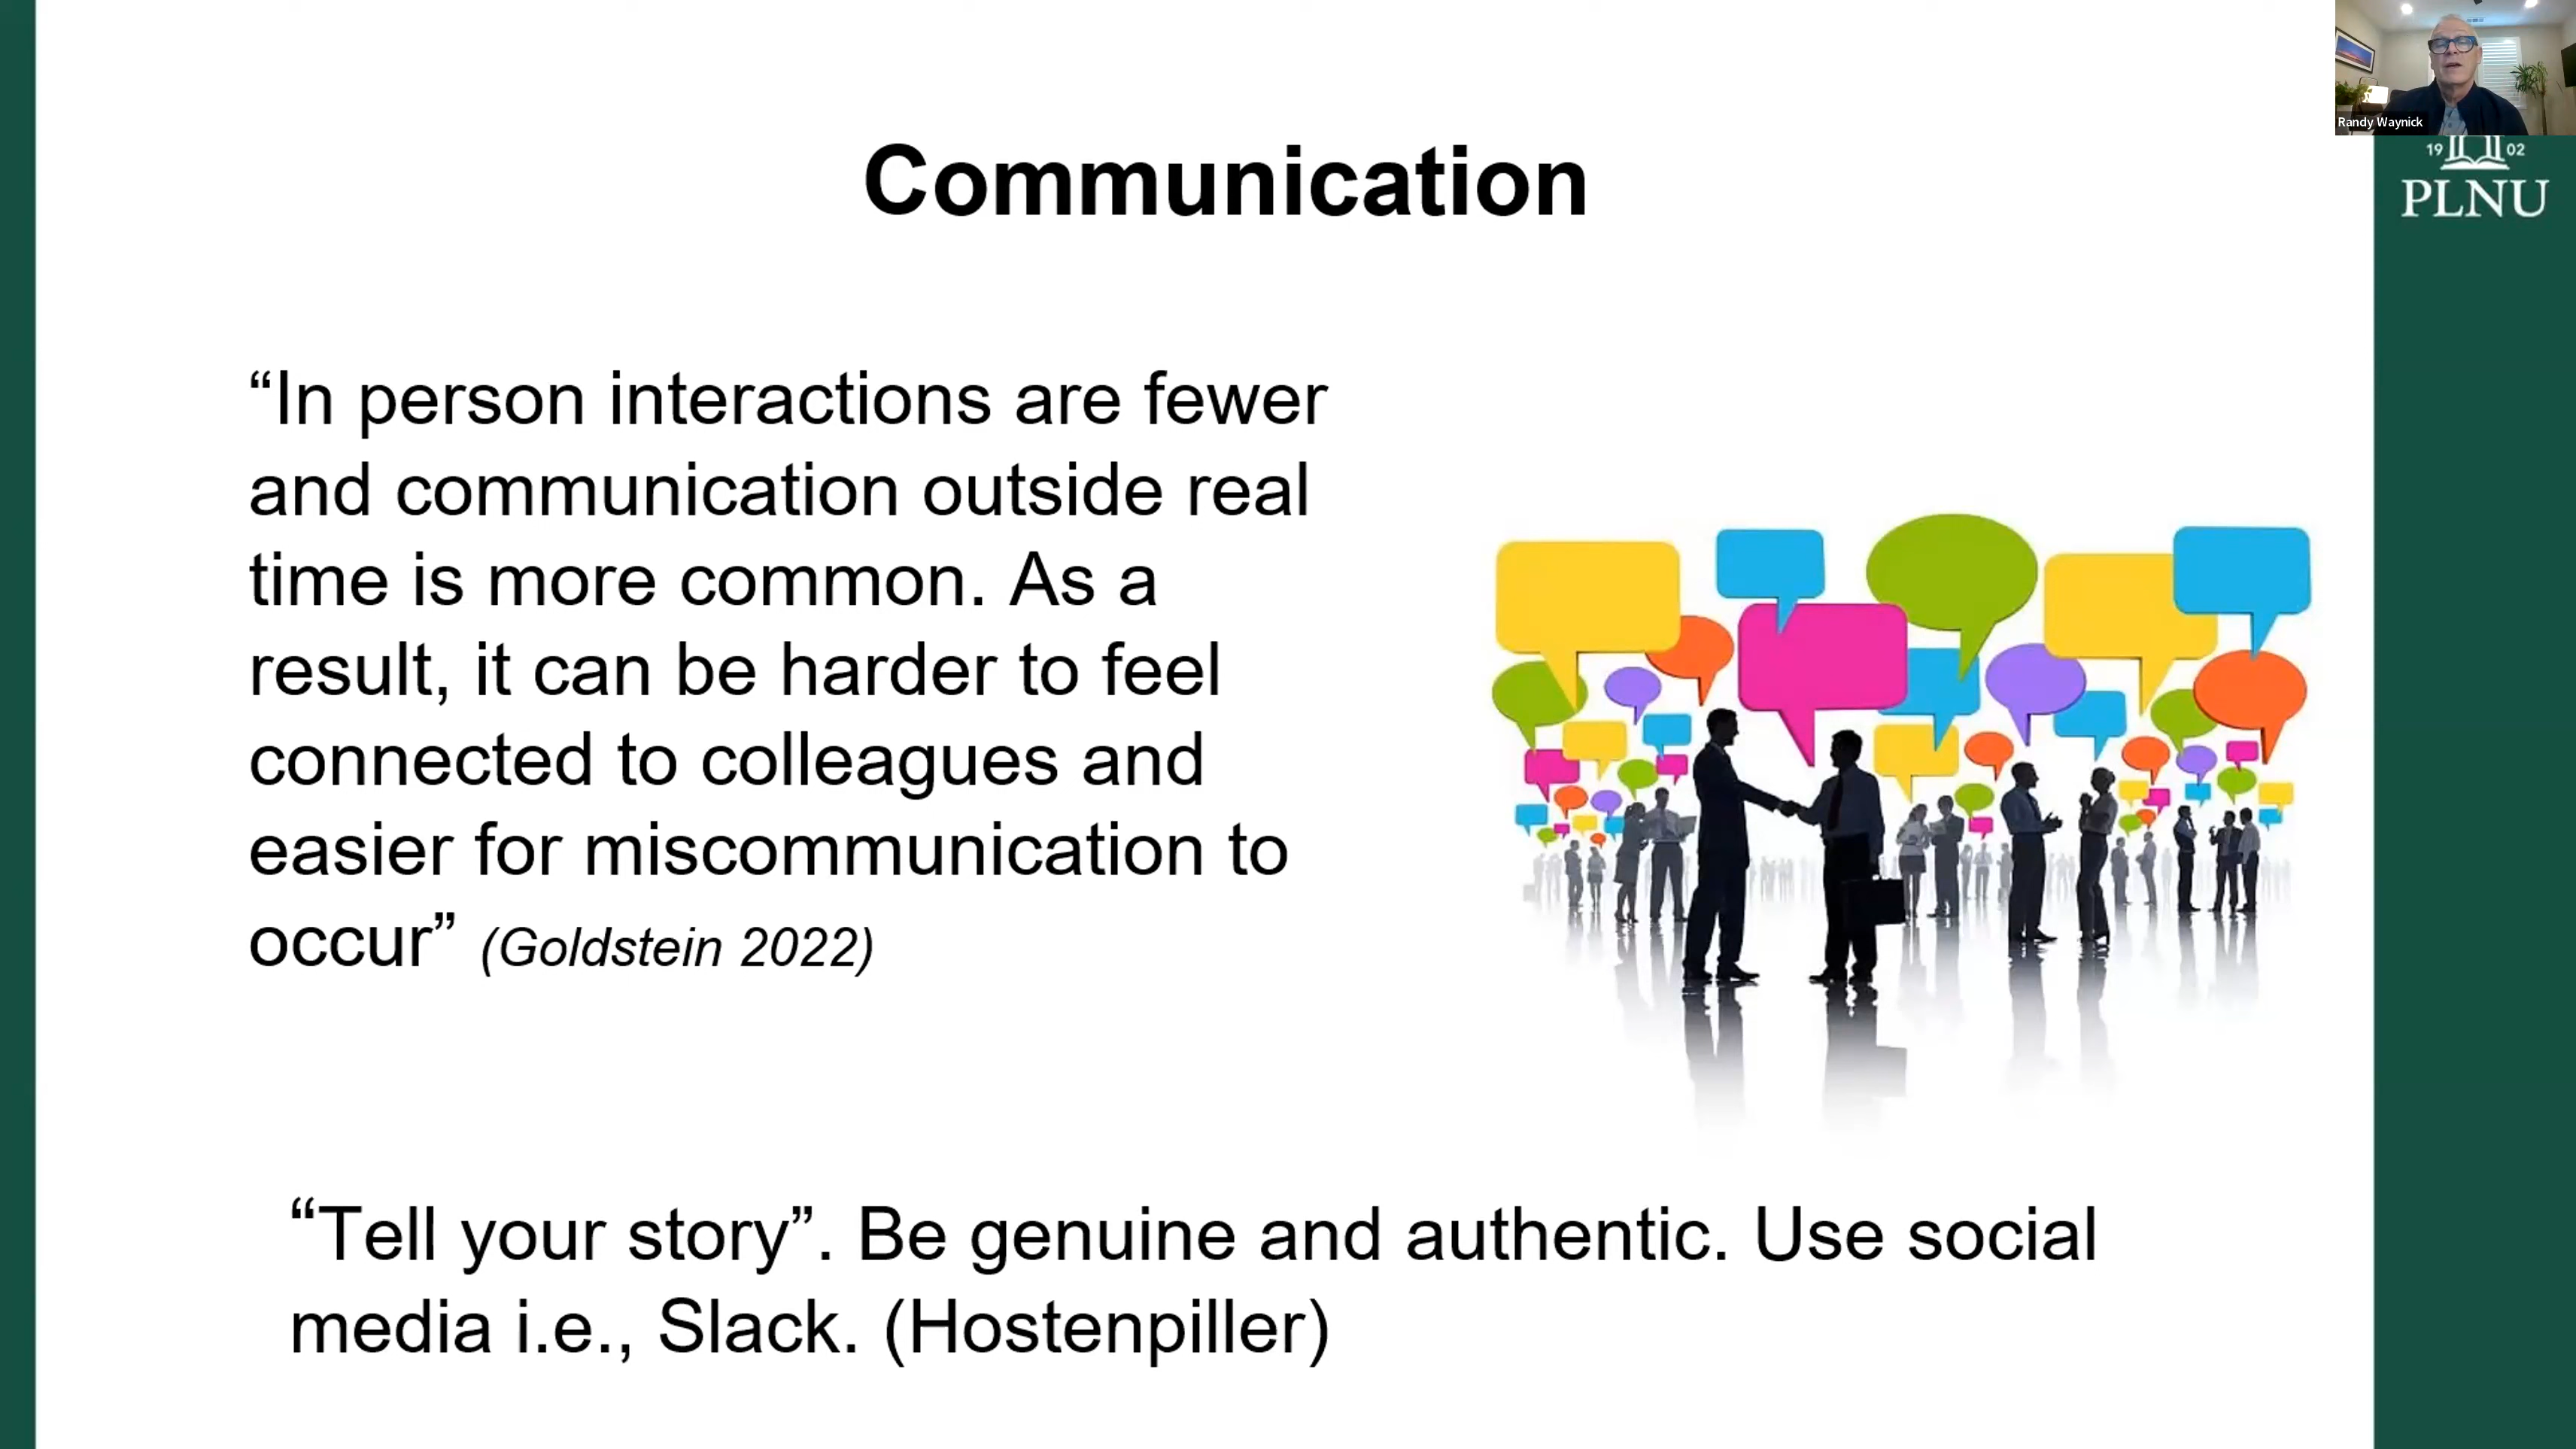 Randy Waynick
19 02
PLNU
Communication
“In person interactions are fewer
and communication outside real
time is more common. As a
result, it can be harder to feel
connected to colleagues and
easier for miscommunication to
occur” (Goldstein 2022)
“Tell your story”. Be genuine and authentic. Use social
media i.e., Slack. (Hostenpiller)